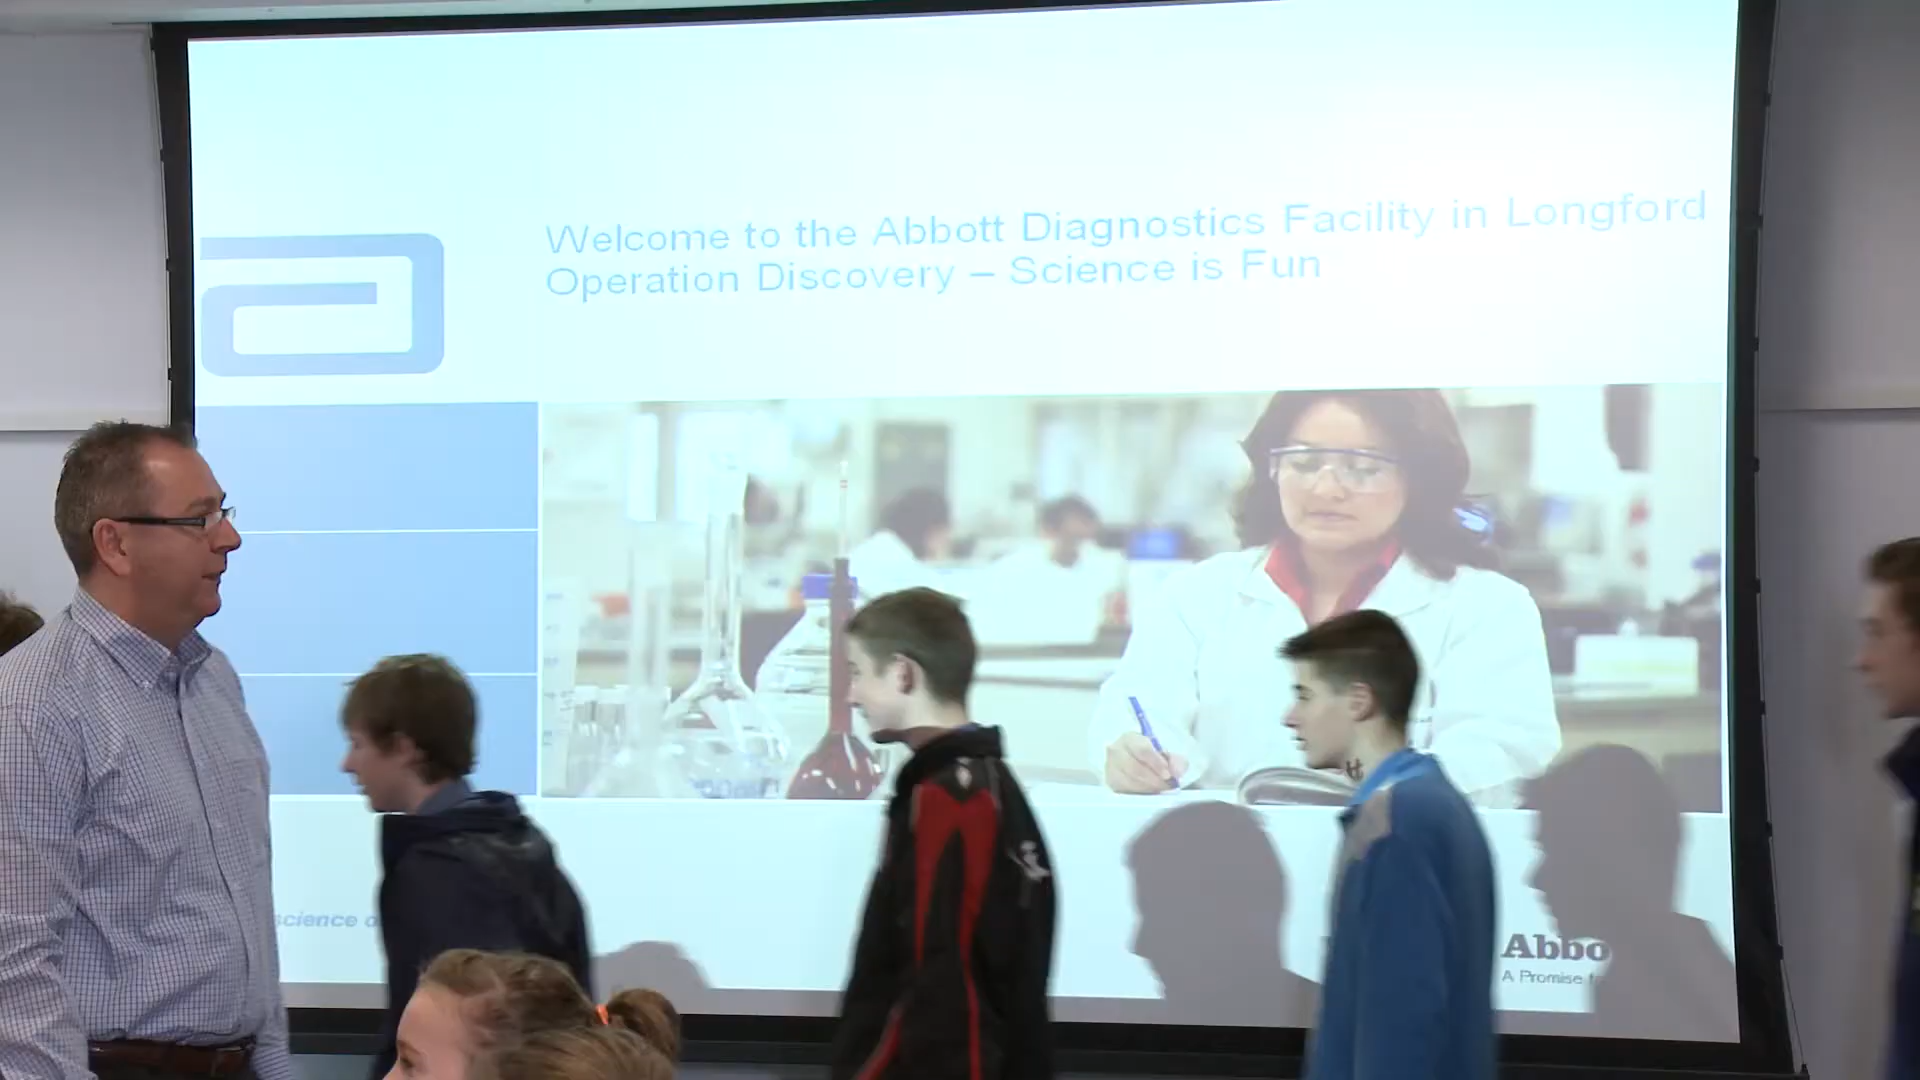 Welcome to the Abbott Diagnostics Facility in Longford
Operation Discovery – Science is Fun
science o
Abbo
A Promise f